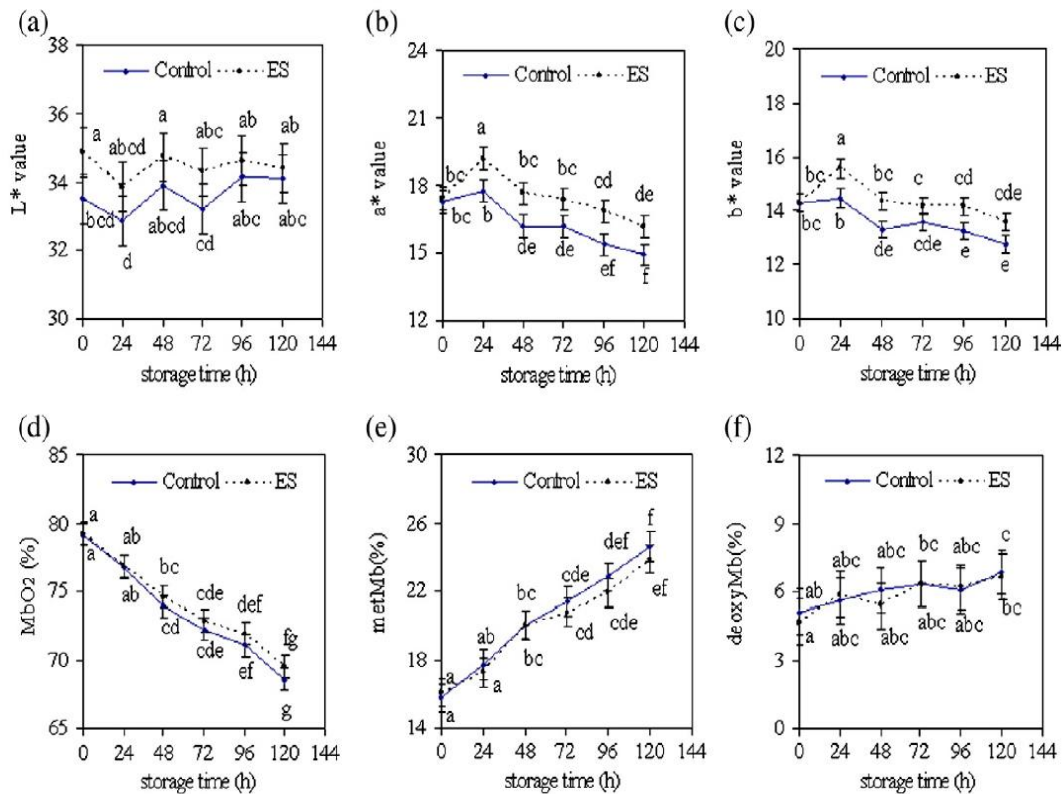 (a) (b) (c)
38 24 20
Control ES Control ES Control ES
36 21 18
a abcd a abc ab ab
a bc bc cd de
a bc c cd cde
L* value a* value b* value
34 18 16
32 15 14
bcd d abcd cd abc abc
bc bc b de de ef f
bc b de cde e e
30 12 10
0 24 48 72 96 120 144 0 24 48 72 96 120 144 0 24 48 72 96 120 144
storage time (h) storage time (h) storage time (h)
(d) (e) (f)
85 30 12
Control ES Control ES Control ES
80 26 9
a ab bc cde def fg
a ab bc cde def f
ab abc abc bc abc c
MbO2 (%) metMb(%) deoxyMb(%)
75 22 6
70 18 3
a ab cd cde ef g
a a bc cd cde ef
a abc abc abc abc bc
65 14 0
0 24 48 72 96 120 144 0 24 48 72 96 120 144 0 24 48 72 96 120 144
storage time (h) storage time (h) storage time (h)